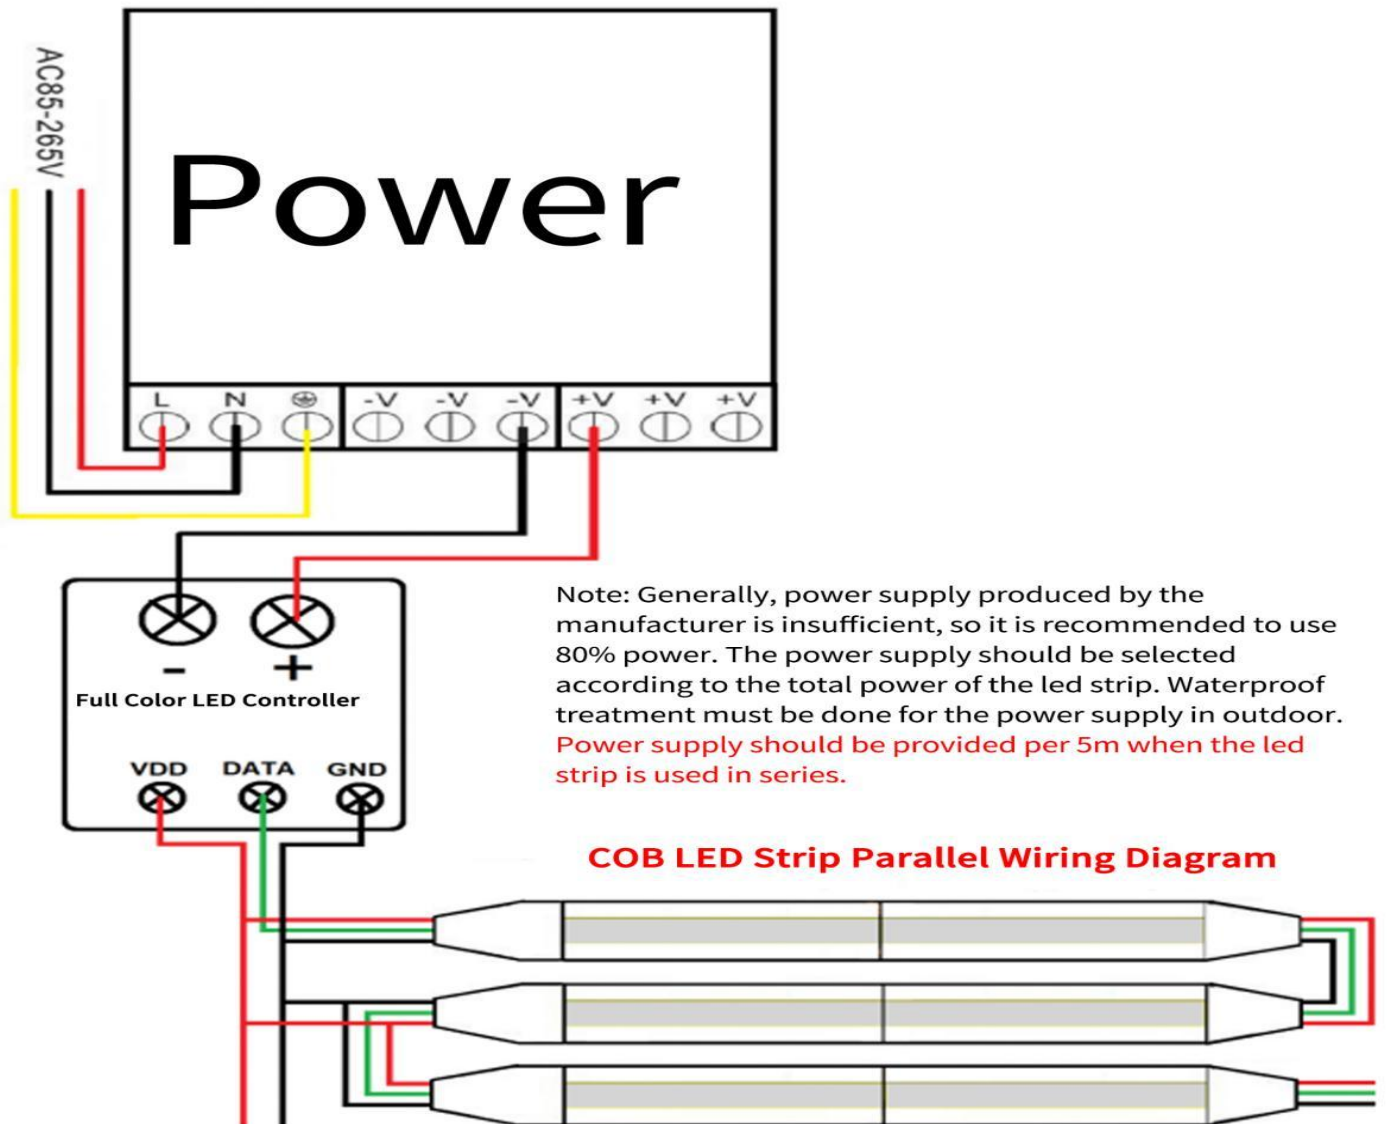 AC85-265V
Power
L N -V -V -V +V +V +V
- +
Full Color LED Controller
VDD DATA GND
Note: Generally, power supply produced by the
manufacturer is insufficient, so it is recommended to use
80% power. The power supply should be selected
according to the total power of the led strip. Waterproof
treatment must be done for the power supply in outdoor.
Power supply should be provided per 5m when the led
strip is used in series.
COB LED Strip Parallel Wiring Diagram